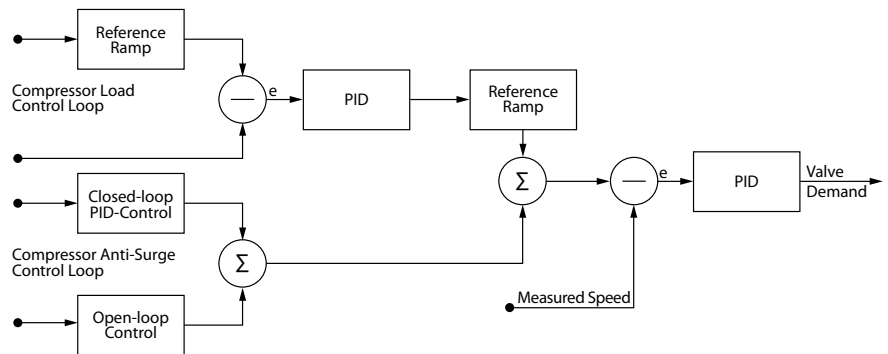 Reference
Ramp
Compressor Load
Control Loop
—
e
PID
Reference
Ramp
Closed-loop
PID-Control
Compressor Anti-Surge
Control Loop
Σ
Open-loop
Control
Σ
—
e
PID
Valve
Demand
Measured Speed